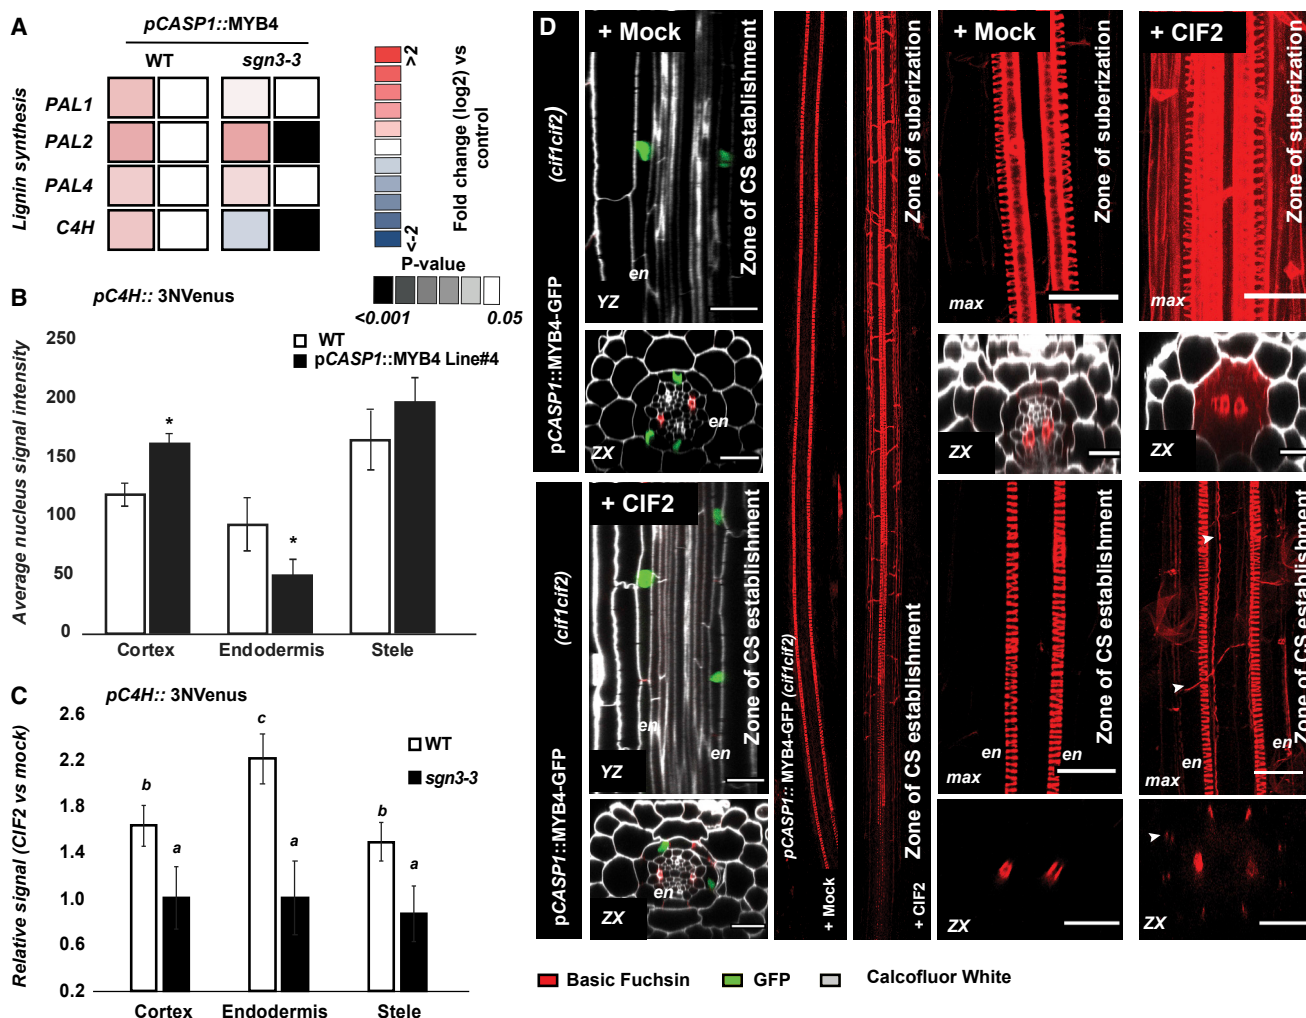 A
pCASP1::MYB4
WT
sgn3-3
Lignin synthesis
PAL1
PAL2
PAL4
C4H
>2
<-2
Fold change (log2) vs
control
P-value
<0.001
0.05
B
pC4H:: 3NVenus
WT
pCASP1::MYB4 Line#4
Average nucleus signal intensity
250
200
150
100
50
0
*
*
Cortex
Endodermis
Stele
C
pC4H:: 3NVenus
WT
sgn3-3
Relative signal (CIF2 vs mock)
2.6
2.2
1.8
1.4
1.0
0.6
0.2
b
a
c
a
b
a
Cortex
Endodermis
Stele
D
pCASP1::MYB4-GFP (cif1cif2)
+ Mock
Zone of CS establishment
en
YZ
en
ZX
pCASP1::MYB4-GFP (cif1cif2)
+ CIF2
Zone of CS establishment
en
en
YZ
en
ZX
pCASP1:: MYB4-GFP (cif1cif2)
+ Mock
Zone of suberization
Zone of CS establishment
+ CIF2
+ Mock
Zone of suberization
max
ZX
Zone of CS establishment
en
en
max
ZX
+ CIF2
Zone of suberization
max
ZX
Zone of CS establishment
en
en
max
ZX
Basic Fuchsin
GFP
Calcofluor White